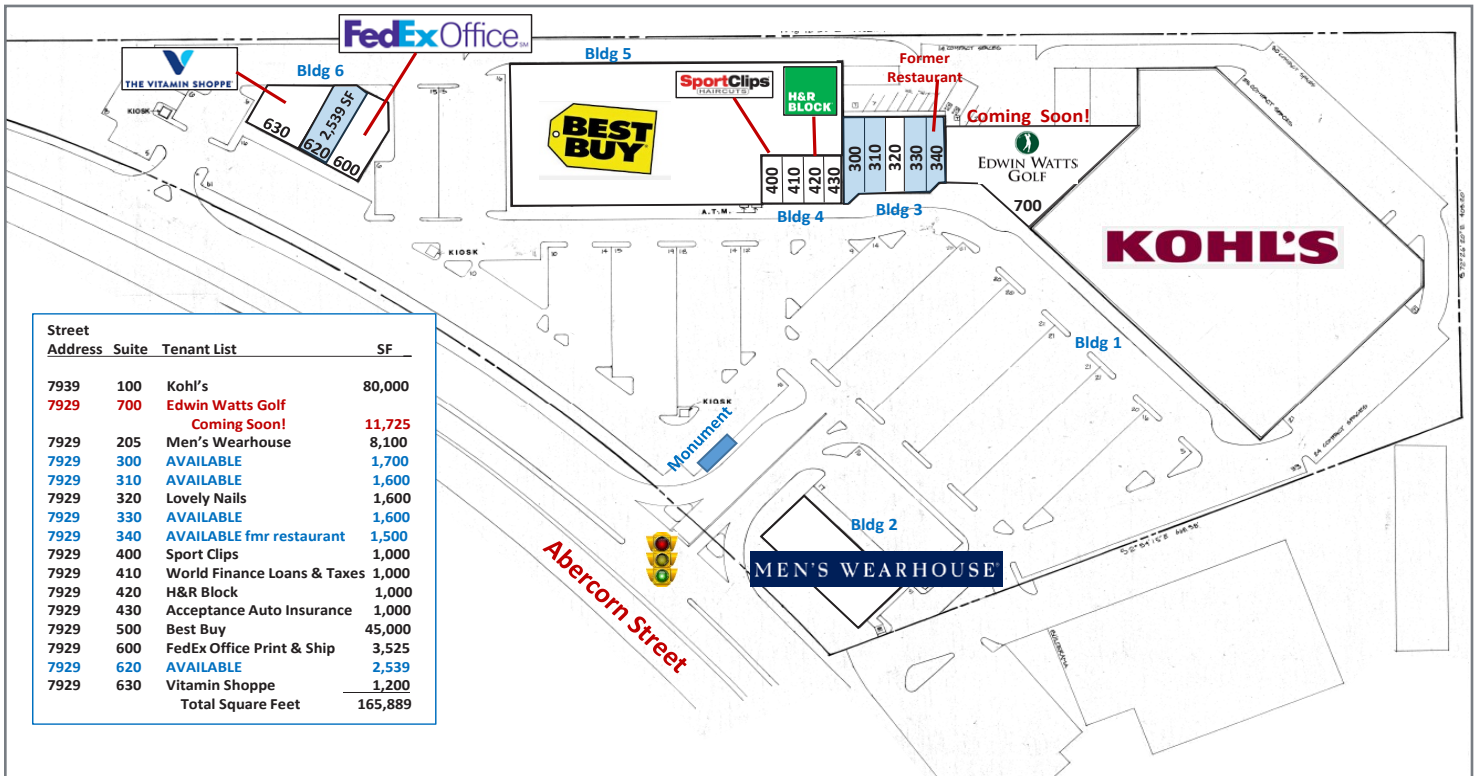 FedEx Office SM
THE VITAMIN SHOPPE
Bldg 6
Bldg 5
KIOSK
630
620
2,539 SF
600
BEST
BUY
SportClips
HAIRCUTS
H&R
BLOCK
Former
Restaurant
Coming Soon!
EDWIN WATTS
GOLF
700
400
410
420
430
300
310
320
330
340
A.T.M.
Bldg 4
Bldg 3
KOHL'S
KIOSK
Bldg 1
KIOSK
Monument
Bldg 2
MEN'S WEARHOUSE
Abercorn Street
24 COMPACT SPACES
Street
Address Suite Tenant List SF
7939 100 Kohl's 80,000
7929 700 Edwin Watts Golf
Coming Soon! 11,725
7929 205 Men's Wearhouse 8,100
7929 300 AVAILABLE 1,700
7929 310 AVAILABLE 1,600
7929 320 Lovely Nails 1,600
7929 330 AVAILABLE 1,600
7929 340 AVAILABLE fmr restaurant 1,500
7929 400 Sport Clips 1,000
7929 410 World Finance Loans & Taxes 1,000
7929 420 H&R Block 1,000
7929 430 Acceptance Auto Insurance 1,000
7929 500 Best Buy 45,000
7929 600 FedEx Office Print & Ship 3,525
7929 620 AVAILABLE 2,539
7929 630 Vitamin Shoppe 1,200
Total Square Feet 165,889